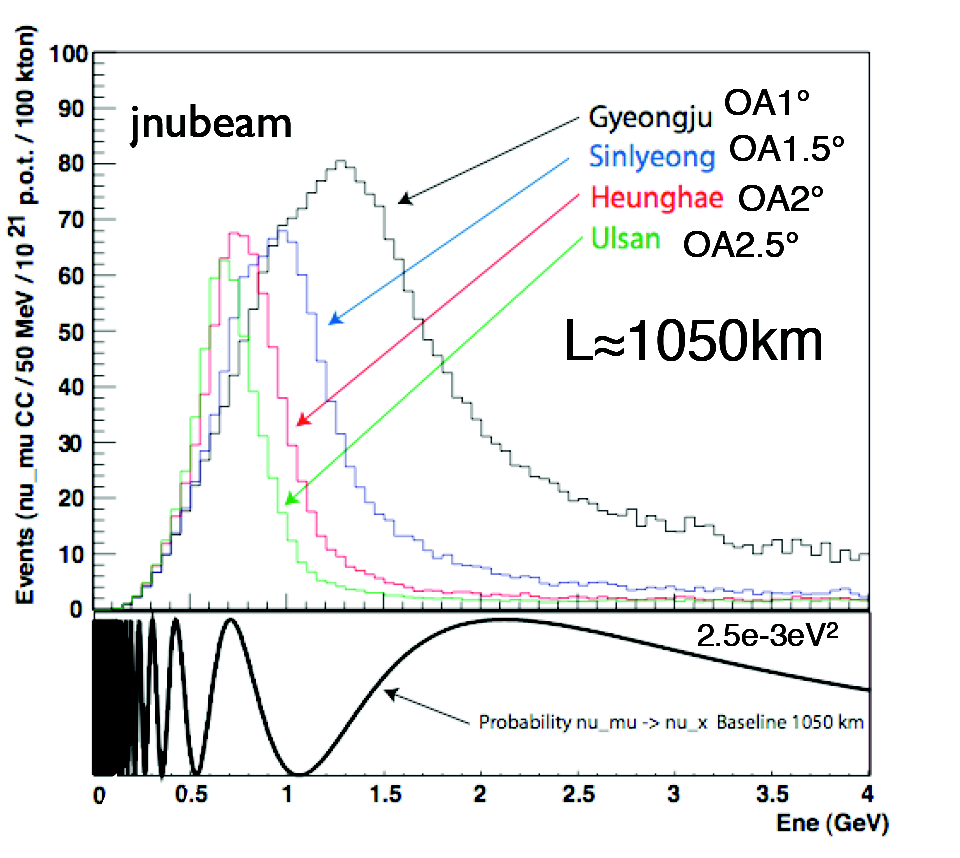 100
90
80
70
60
50
40
30
20
10
0
Events (nu_mu CC / 50 MeV / 10 21 p.o.t. / 100 kton)
jnubeam
Gyeongju OA1°
Sinlyeong OA1.5°
Heunghae OA2°
Ulsan OA2.5°
L≈1050km
2.5e-3eV²
Probability nu_mu -> nu_x Baseline 1050 km
0 0.5 1 1.5 2 2.5 3 3.5 4
Ene (GeV)